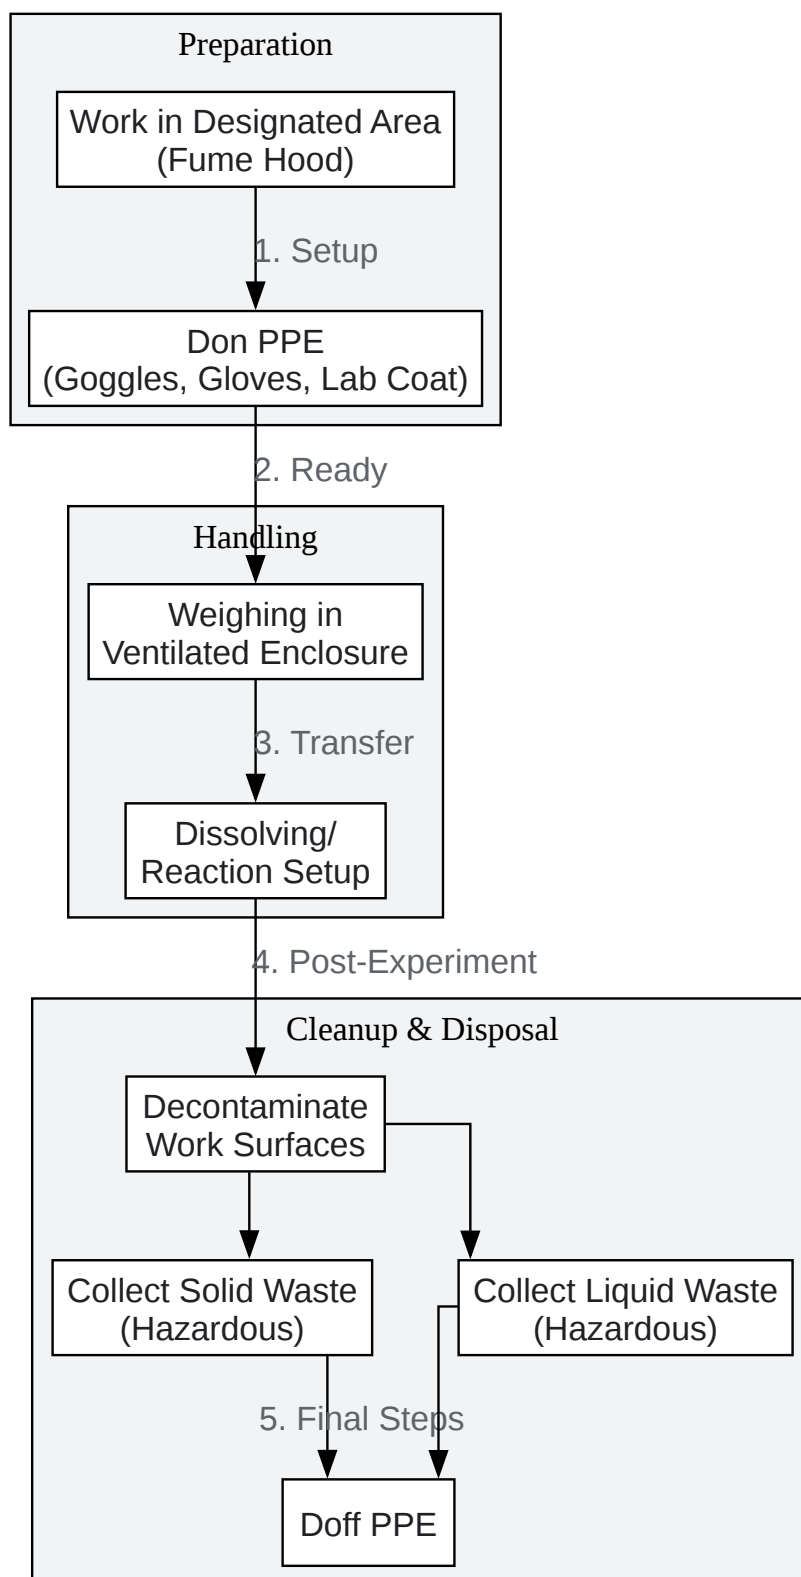 Preparation
Work in Designated Area
(Fume Hood)
1. Setup
Don PPE
(Goggles, Gloves, Lab Coat)
2. Ready
Handling
Weighing in
Ventilated Enclosure
3. Transfer
Dissolving/
Reaction Setup
4. Post-Experiment
Cleanup & Disposal
Decontaminate
Work Surfaces
Collect Solid Waste
(Hazardous)
Collect Liquid Waste
(Hazardous)
5. Final Steps
Doff PPE